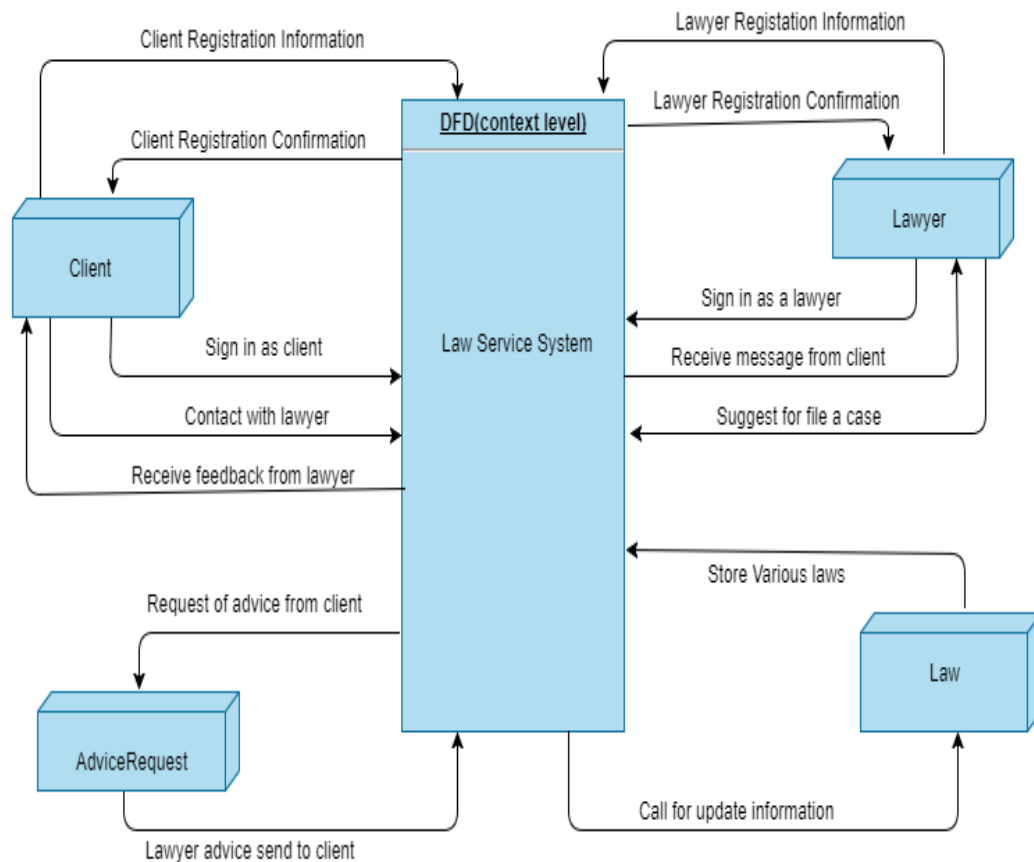 Client Registration Information
Lawyer Registation Information
DFD(context level)
Lawyer Registration Confirmation
Client Registration Confirmation
Lawyer
Client
Sign in as a lawyer
Sign in as client
Law Service System
Receive message from client
Contact with lawyer
Suggest for file a case
Receive feedback from lawyer
Store Various laws
Request of advice from client
Law
AdviceRequest
Call for update information
Lawyer advice send to client